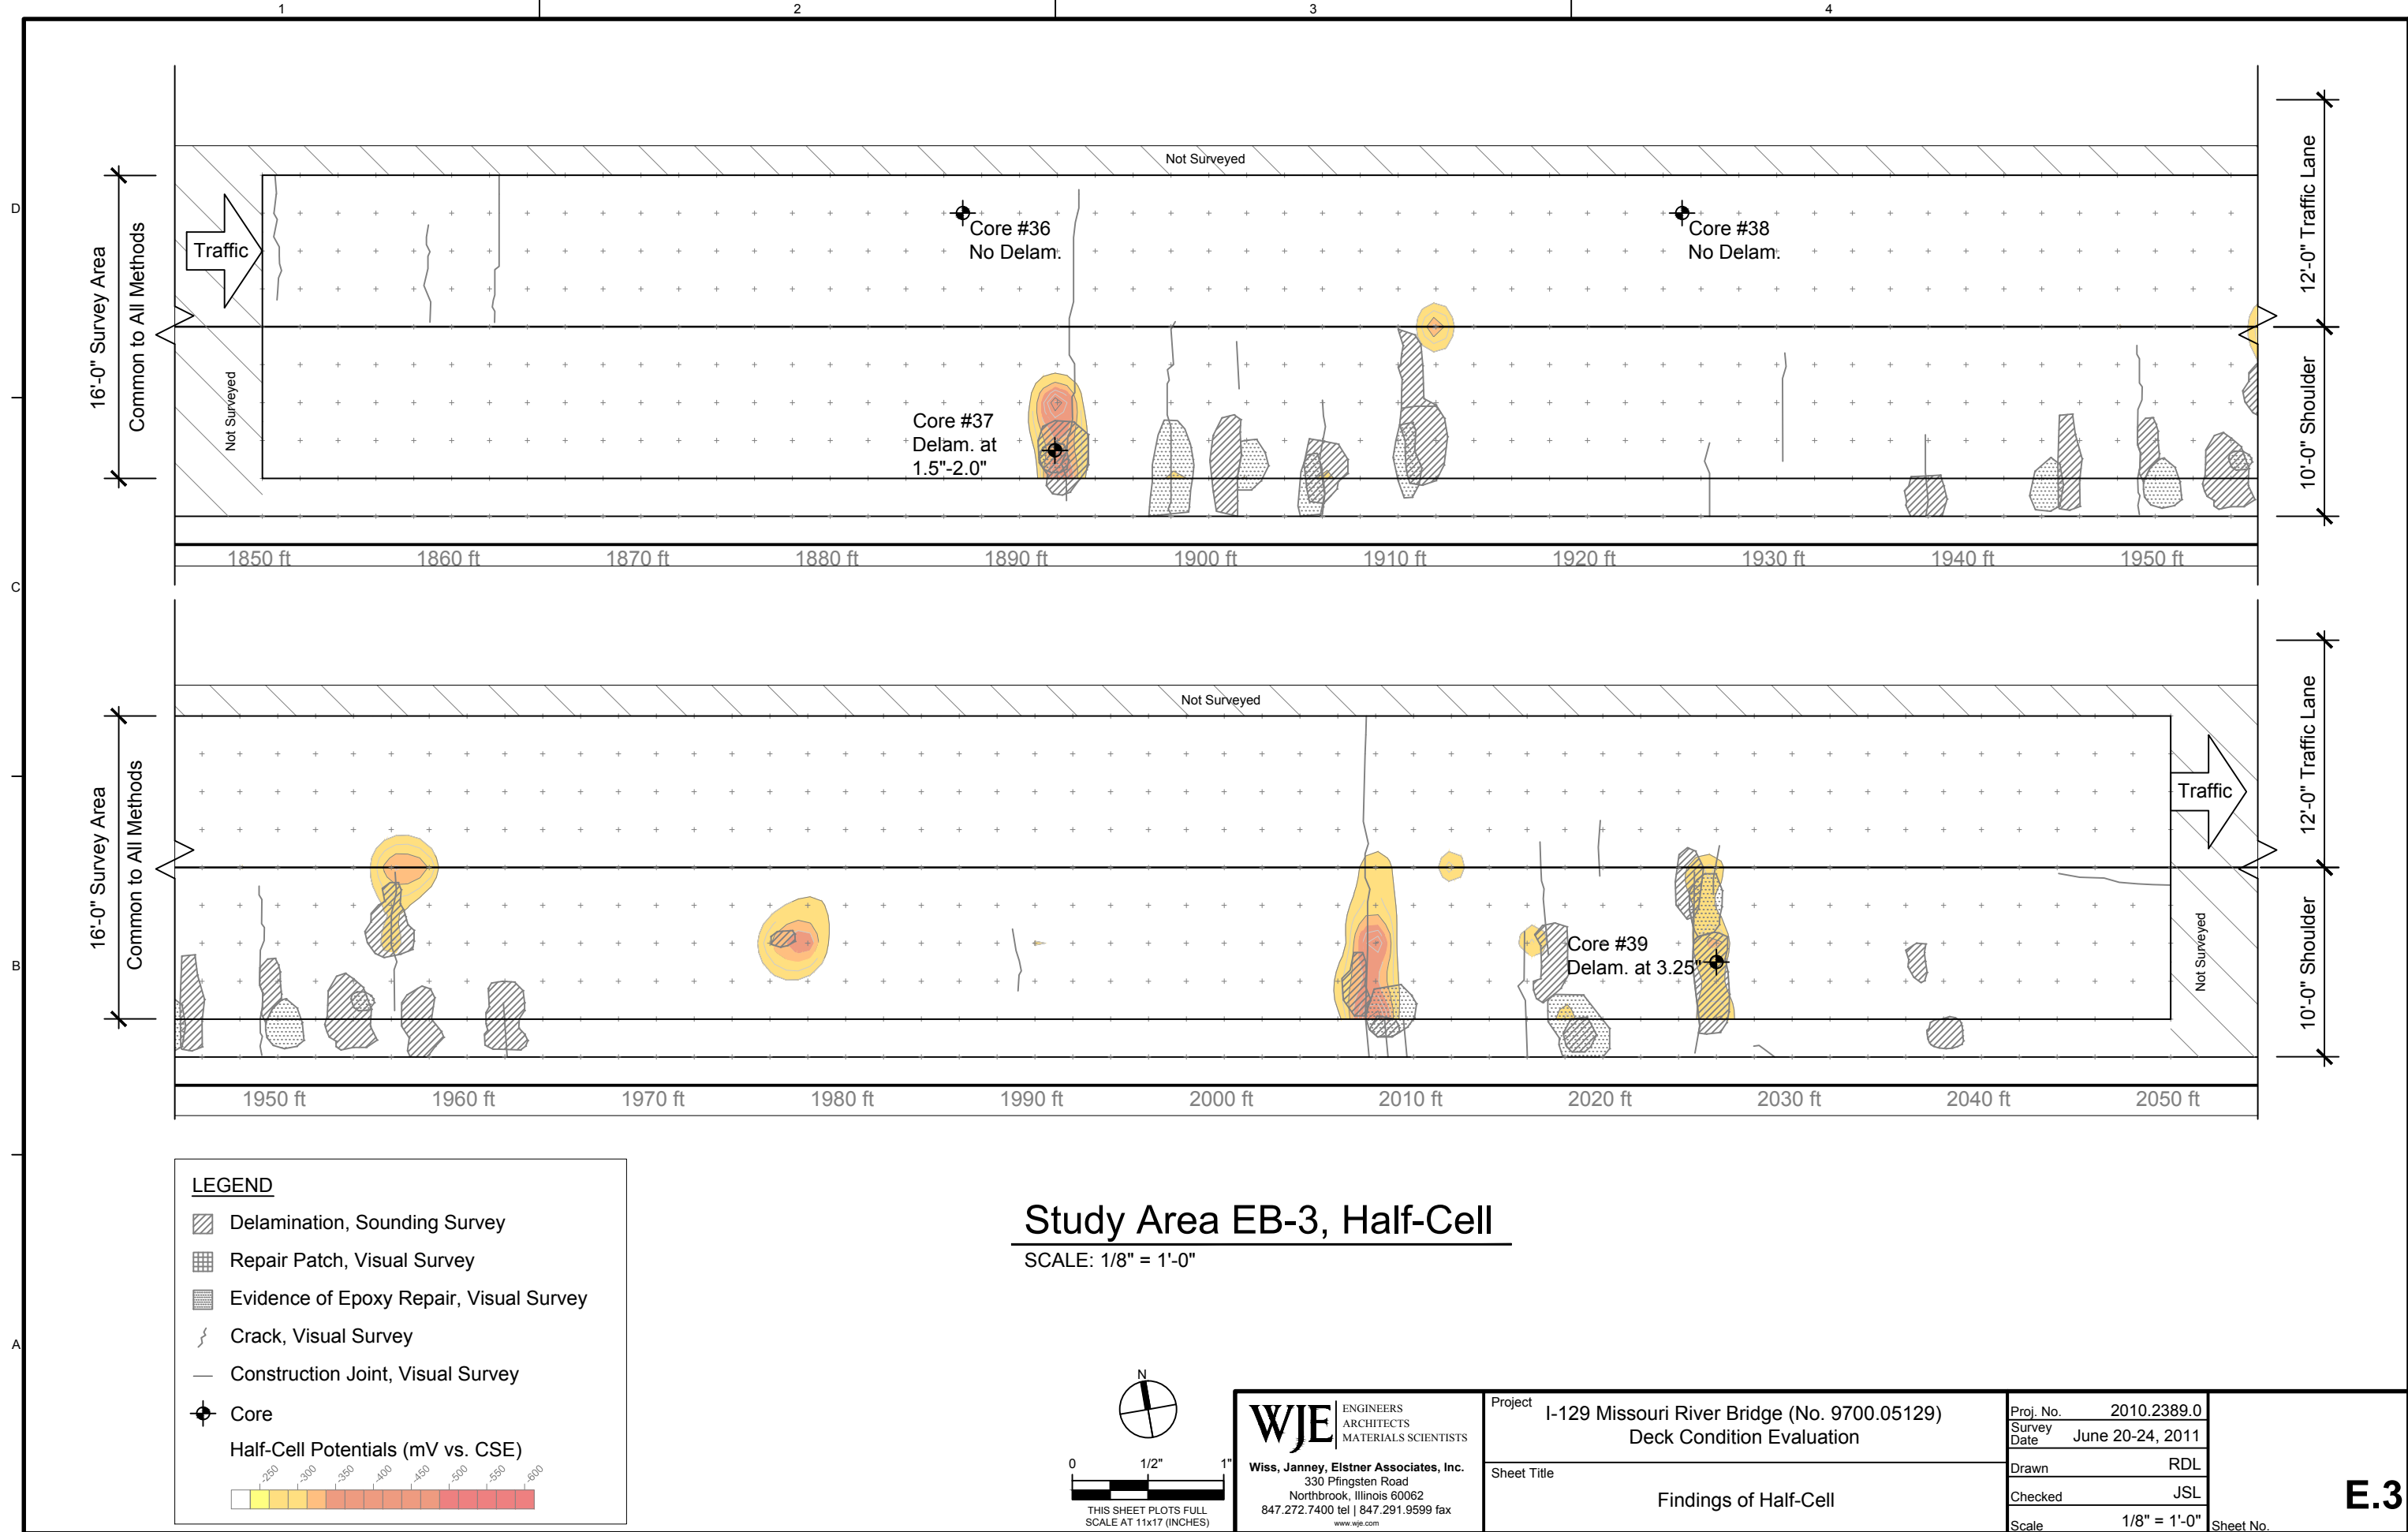 1 2 3 4
D
C
B
A
Not Surveyed
16'-0" Survey Area
Common to All Methods
Traffic
Not Surveyed
Core #36
No Delam.
Core #38
No Delam.
Core #37
Delam. at
1.5"-2.0"
12'-0" Traffic Lane
10'-0" Shoulder
1850 ft 1860 ft 1870 ft 1880 ft 1890 ft 1900 ft 1910 ft 1920 ft 1930 ft 1940 ft 1950 ft
Not Surveyed
16'-0" Survey Area
Common to All Methods
Traffic
Core #39
Delam. at 3.25"
Not Surveyed
12'-0" Traffic Lane
10'-0" Shoulder
1950 ft 1960 ft 1970 ft 1980 ft 1990 ft 2000 ft 2010 ft 2020 ft 2030 ft 2040 ft 2050 ft
LEGEND
Delamination, Sounding Survey
Repair Patch, Visual Survey
Evidence of Epoxy Repair, Visual Survey
Crack, Visual Survey
Construction Joint, Visual Survey
Core
Half-Cell Potentials (mV vs. CSE)
-250 -300 -350 -400 -450 -500 -550 -600
Study Area EB-3, Half-Cell
SCALE: 1/8" = 1'-0"
N
0 1/2" 1"
THIS SHEET PLOTS FULL
SCALE AT 11x17 (INCHES)
WJE
ENGINEERS
ARCHITECTS
MATERIALS SCIENTISTS
Wiss, Janney, Elstner Associates, Inc.
330 Pfingsten Road
Northbrook, Illinois 60062
847.272.7400 tel | 847.291.9599 fax
www.wje.com
Project
I-129 Missouri River Bridge (No. 9700.05129)
Deck Condition Evaluation
Sheet Title
Findings of Half-Cell
Proj. No. 2010.2389.0
Survey Date June 20-24, 2011
Drawn RDL
Checked JSL
Scale 1/8" = 1'-0"
Sheet No.
E.3